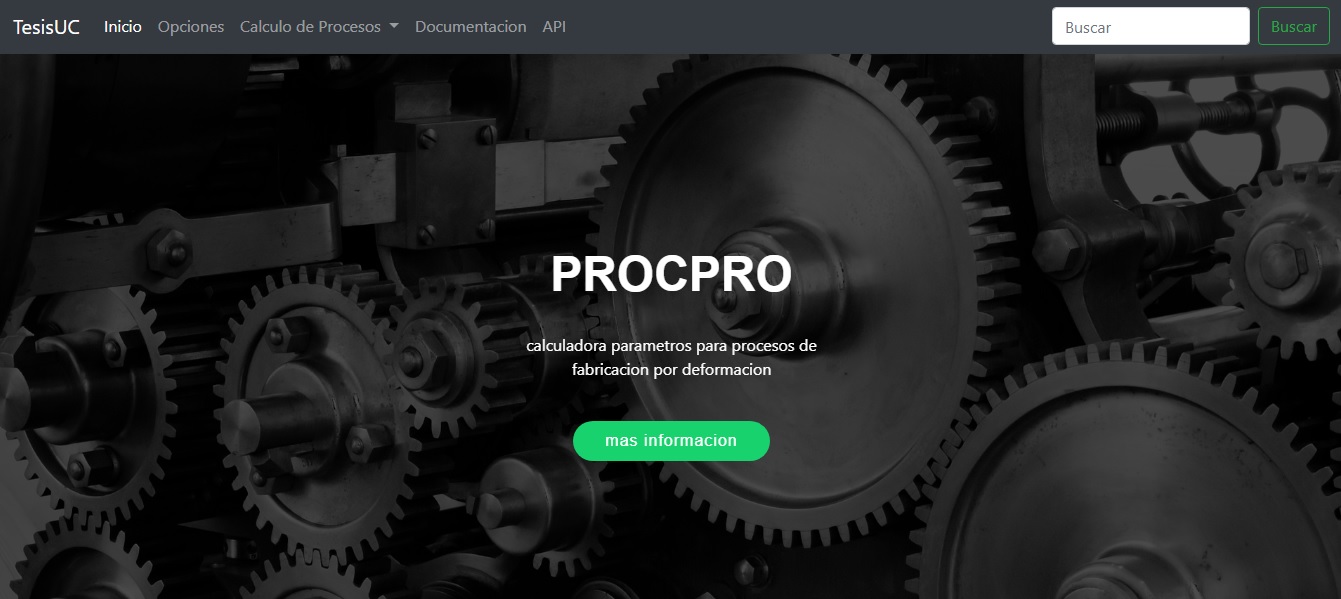 TesisUC Inicio Opciones Calculo de Procesos Documentacion API Buscar Buscar
PROCPRO
calculadora parametros para procesos de
fabricacion por deformacion
mas informacion